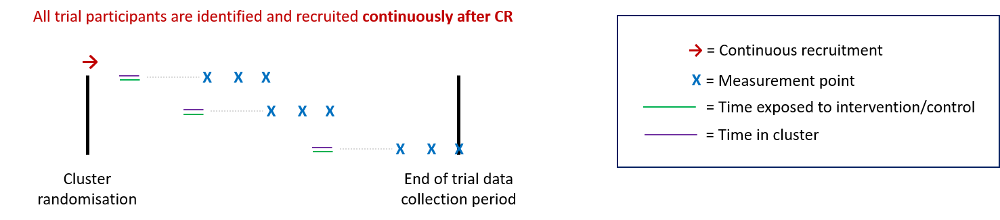 All trial participants are identified and recruited continuously after CR
→ = Continuous recruitment
X = Measurement point
= Time exposed to intervention/control
= Time in cluster
X X X
X X X
X X X
Cluster
randomisation
End of trial data
collection period